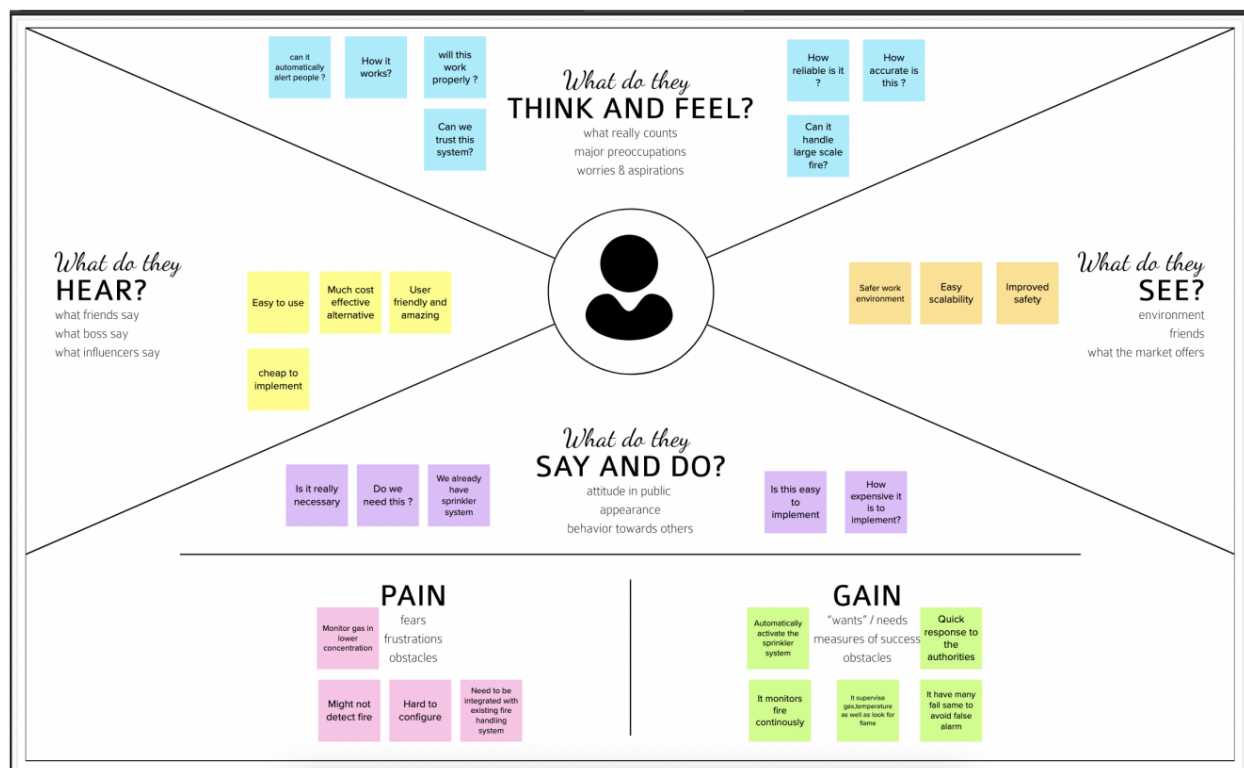 can it
automatically
alert people ?
How it
works?
will this
work
properly ?
Can we
trust this
system?
What do they
THINK AND FEEL?
what really counts
major preoccupations
worries & aspirations
How
reliable is it
?
How
accurate is
this ?
Can it
handle
large scale
fire?
What do they
HEAR?
what friends say
what boss say
what influencers say
Easy to use
Much cost
effective
alternative
User
friendly and
amazing
cheap to
implement
Safer work
environment
Easy
scalability
Improved
safety
What do they
SEE?
environment
friends
what the market offers
What do they
SAY AND DO?
attitude in public
appearance
behavior towards others
Is it really
necessary
Do we
need this ?
We already
have
sprinkler
system
Is this easy
to
implement
How
expensive it
is to
implement?
PAIN
fears
frustrations
obstacles
Monitor gas in
lower
concentration
Might not
detect fire
Hard to
configure
Need to be
integrated with
existing fire
handling
system
GAIN
"wants" / needs
measures of success
obstacles
Automatically
activate the
sprinkler
system
Quick
response to
the
authorities
It monitors
fire
continously
It supervise
gas,temperature
as well as look for
flame
It have many
fail same to
avoid false
alarm